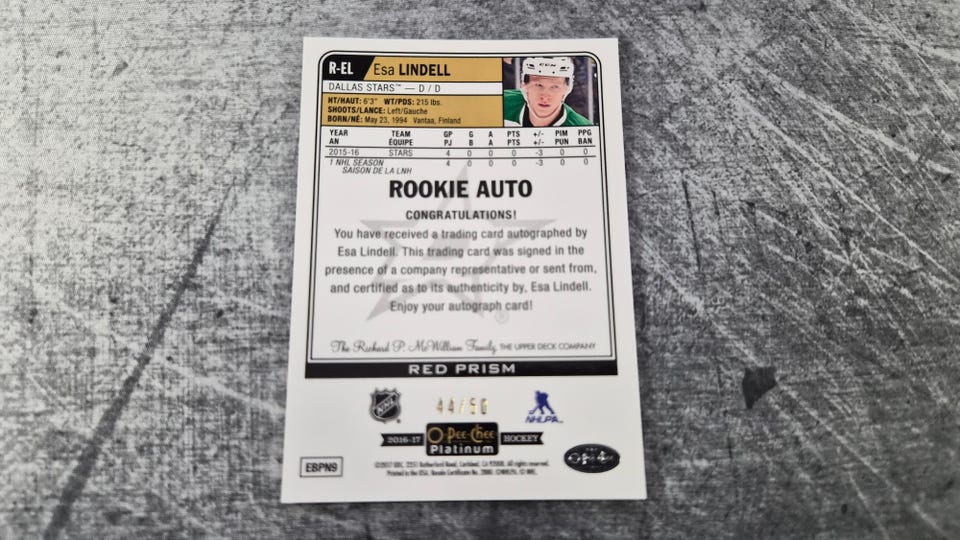 R-EL Esa LINDELL
DALLAS STARS™ — D / D
HT/HAUT: 6'3" WT/PDS: 215 lbs.
SHOOTS/LANCE: Left/Gauche
BORN/NÉ: May 23, 1994 Vantaa, Finland
YEAR TEAM GP G A PTS +/- PIM PPG
AN ÉQUIPE PJ B A PTS +/- PUN BAN
2015-16 STARS 4 0 0 0 -3 0 0
1 NHL SEASON 4 0 0 0 -3 0 0
SAISON DE LA LNH
ROOKIE AUTO
CONGRATULATIONS!
You have received a trading card autographed by
Esa Lindell. This trading card was signed in the
presence of a company representative or sent from,
and certified as to its authenticity by, Esa Lindell.
Enjoy your autograph card!
®
The Richard P. McWilliam Family, THE UPPER DECK COMPANY
RED PRISM
NHL
44/50
NHLPA
2016-17 O-Pee-Chee HOCKEY
Platinum
EBPN9
Printed in the USA.